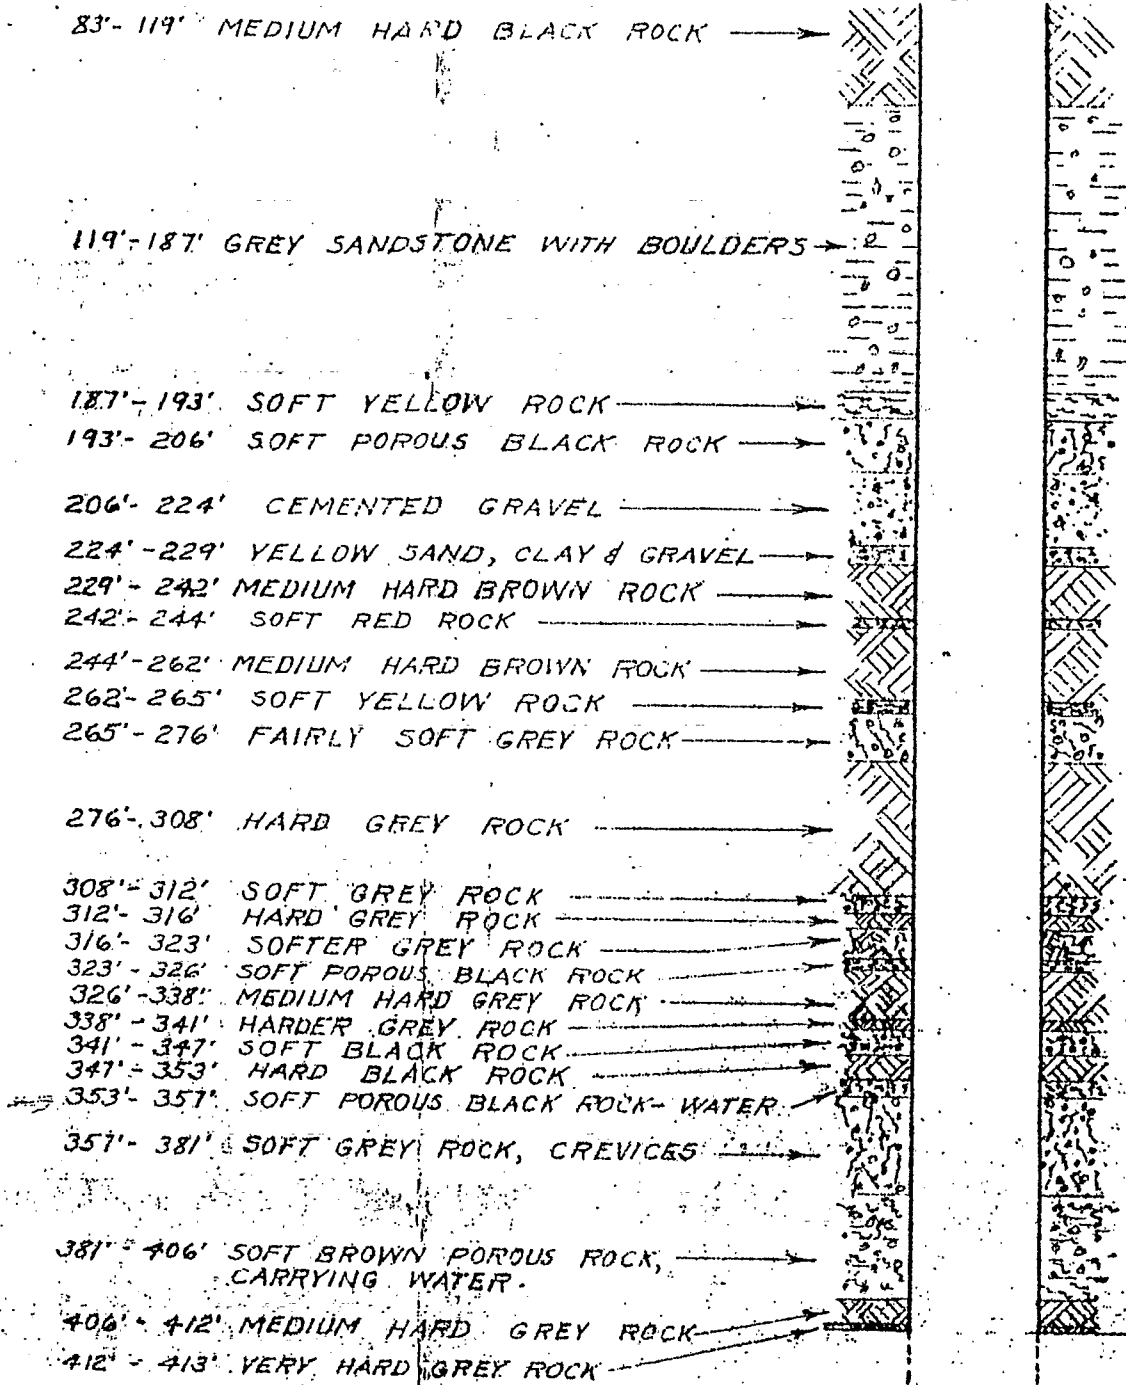 83'- 119' MEDIUM HARD BLACK ROCK
119'- 187' GREY SANDSTONE WITH BOULDERS
187'- 193' SOFT YELLOW ROCK
193'- 206' SOFT POROUS BLACK ROCK
206'- 224' CEMENTED GRAVEL
224'- 229' YELLOW SAND, CLAY & GRAVEL
229'- 242' MEDIUM HARD BROWN ROCK
242'- 244' SOFT RED ROCK
244'- 262' MEDIUM HARD BROWN ROCK
262'- 265' SOFT YELLOW ROCK
265'- 276' FAIRLY SOFT GREY ROCK
276'- 308' HARD GREY ROCK
308'- 312' SOFT GREY ROCK
312'- 316' HARD GREY ROCK
316'- 323' SOFTER GREY ROCK
323'- 326' SOFT POROUS BLACK ROCK
326'- 338' MEDIUM HARD GREY ROCK
338'- 341' HARDER GREY ROCK
341'- 347' SOFT BLACK ROCK
347'- 353' HARD BLACK ROCK
353'- 357' SOFT POROUS BLACK ROCK- WATER
357'- 381' SOFT GREY ROCK, CREVICES
381'- 406' SOFT BROWN POROUS ROCK,
CARRYING WATER.
406'- 412' MEDIUM HARD GREY ROCK
412'- 413' VERY HARD GREY ROCK